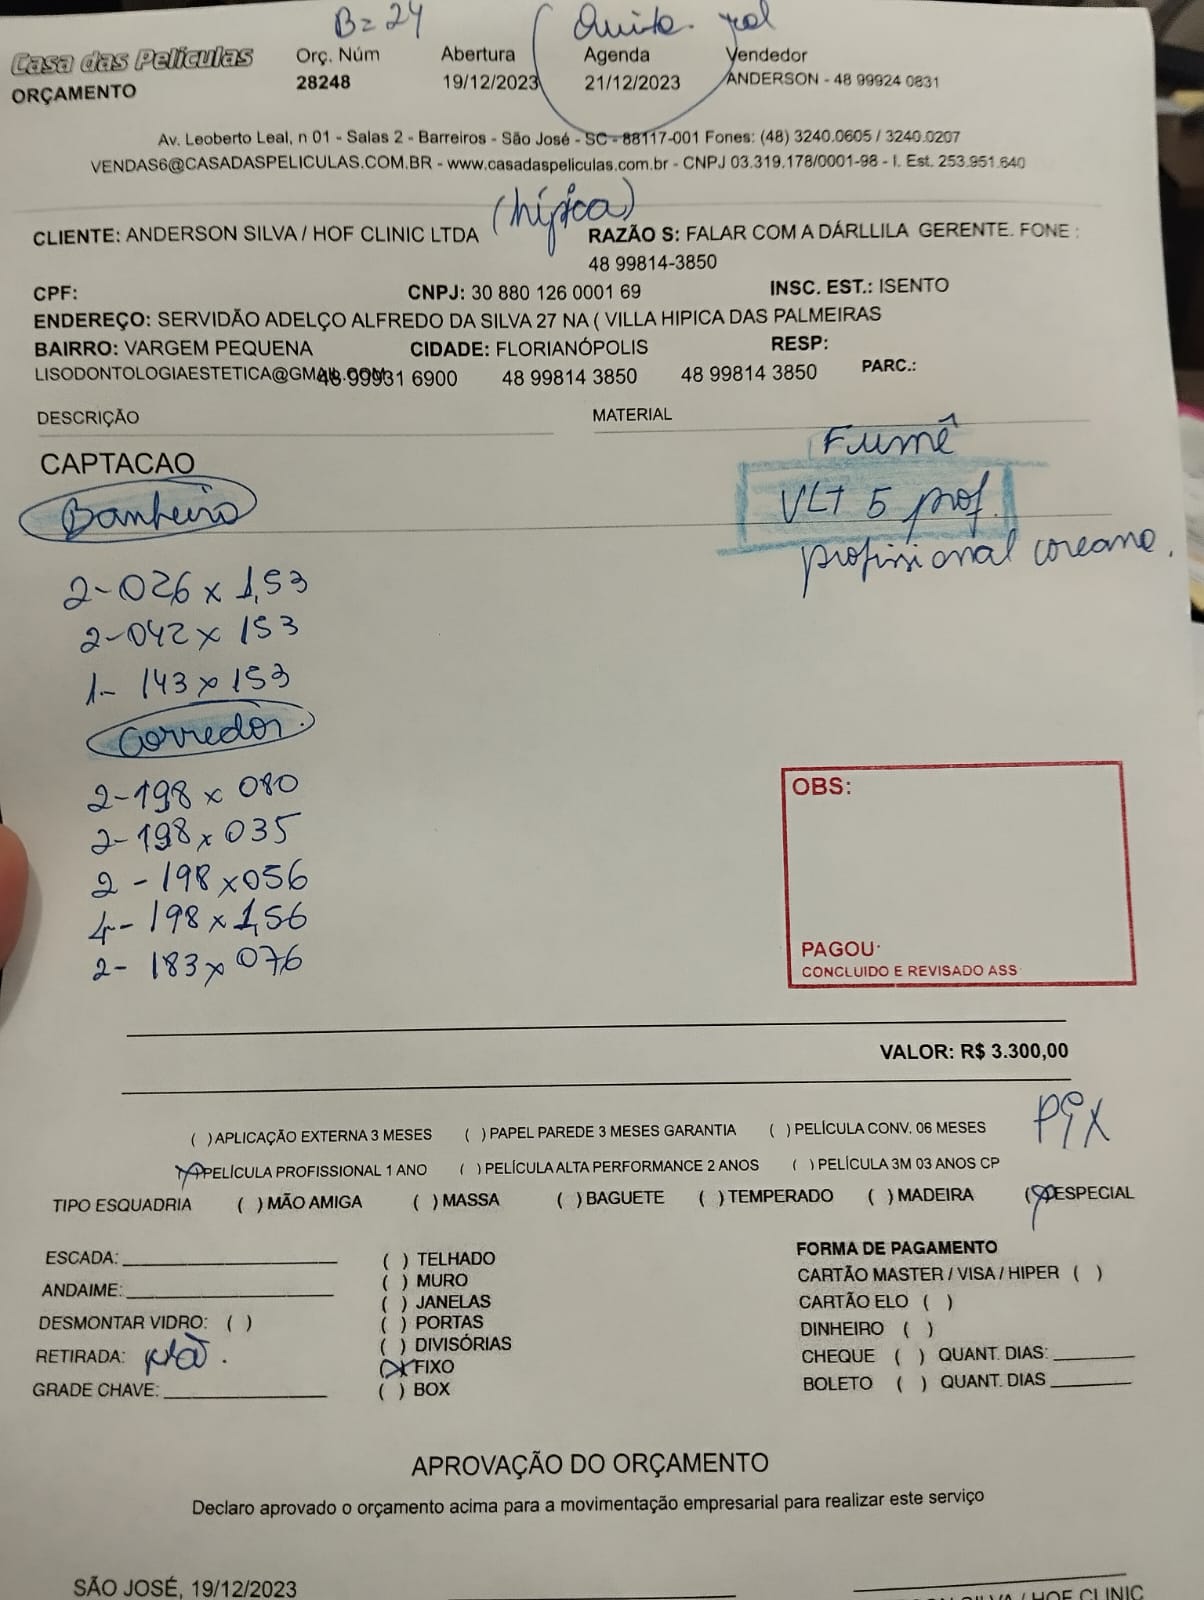 B= 24
Casa das Películas Orç. Núm Abertura Agenda Vendedor
ORÇAMENTO 28248 19/12/2023 21/12/2023 ANDERSON - 48 99924 0831
Av. Leoberto Leal, n 01 - Salas 2 - Barreiros - São José - SC - 88117-001 Fones: (48) 3240.0605 / 3240.0207
VENDAS6@CASADASPELICULAS.COM.BR - www.casadaspeliculas.com.br - CNPJ 03.319.178/0001-98 - I. Est. 253.951.640
(hípica)
CLIENTE: ANDERSON SILVA / HOF CLINIC LTDA RAZÃO S: FALAR COM A DÁRLLILA GERENTE. FONE :
48 99814-3850
CPF: CNPJ: 30 880 126 0001 69 INSC. EST.: ISENTO
ENDEREÇO: SERVIDÃO ADELÇO ALFREDO DA SILVA 27 NA ( VILLA HIPICA DAS PALMEIRAS
BAIRRO: VARGEM PEQUENA CIDADE: FLORIANÓPOLIS RESP:
LISODONTOLOGIAESTETICA@GMAIL.COM 48 99931 6900 48 99814 3850 48 99814 3850 PARC.:
DESCRIÇÃO MATERIAL
Fumê
CAPTACAO
Banheiro VLT 5 prof.
profissional coreano.
2-026 x 1,53
2-042 x 153
1- 143 x 153
Corredor.
2-198 x 080
2-198 x 035
2-198 x 056
4-198 x 1,56
2- 183 x 076
OBS:
PAGOU:
CONCLUIDO E REVISADO ASS:
VALOR: R$ 3.300,00
Pix
( ) APLICAÇÃO EXTERNA 3 MESES ( ) PAPEL PAREDE 3 MESES GARANTIA ( ) PELÍCULA CONV. 06 MESES
(X) PELÍCULA PROFISSIONAL 1 ANO ( ) PELÍCULA ALTA PERFORMANCE 2 ANOS ( ) PELÍCULA 3M 03 ANOS CP
TIPO ESQUADRIA ( ) MÃO AMIGA ( ) MASSA ( ) BAGUETE ( ) TEMPERADO ( ) MADEIRA (X) ESPECIAL
ESCADA: ( ) TELHADO FORMA DE PAGAMENTO
ANDAIME: ( ) MURO CARTÃO MASTER / VISA / HIPER ( )
( ) JANELAS CARTÃO ELO ( )
DESMONTAR VIDRO: ( ) ( ) PORTAS DINHEIRO ( )
RETIRADA: Não. ( ) DIVISÓRIAS CHEQUE ( ) QUANT. DIAS:
GRADE CHAVE: (X) FIXO BOLETO ( ) QUANT. DIAS
( ) BOX
APROVAÇÃO DO ORÇAMENTO
Declaro aprovado o orçamento acima para a movimentação empresarial para realizar este serviço
SÃO JOSÉ, 19/12/2023 SILVA / HOF CLINIC